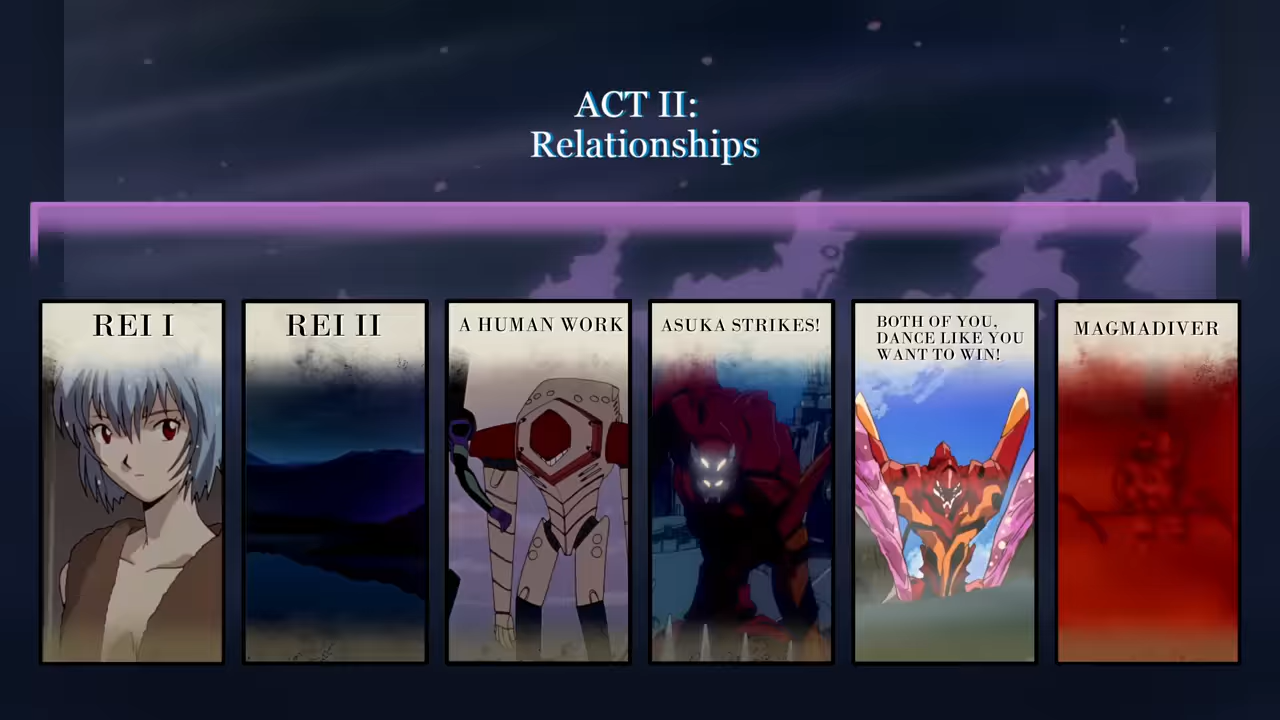 ACT II:
Relationships
REI I
REI II
A HUMAN WORK
ASUKA STRIKES!
BOTH OF YOU,
DANCE LIKE YOU
WANT TO WIN!
MAGMADIVER